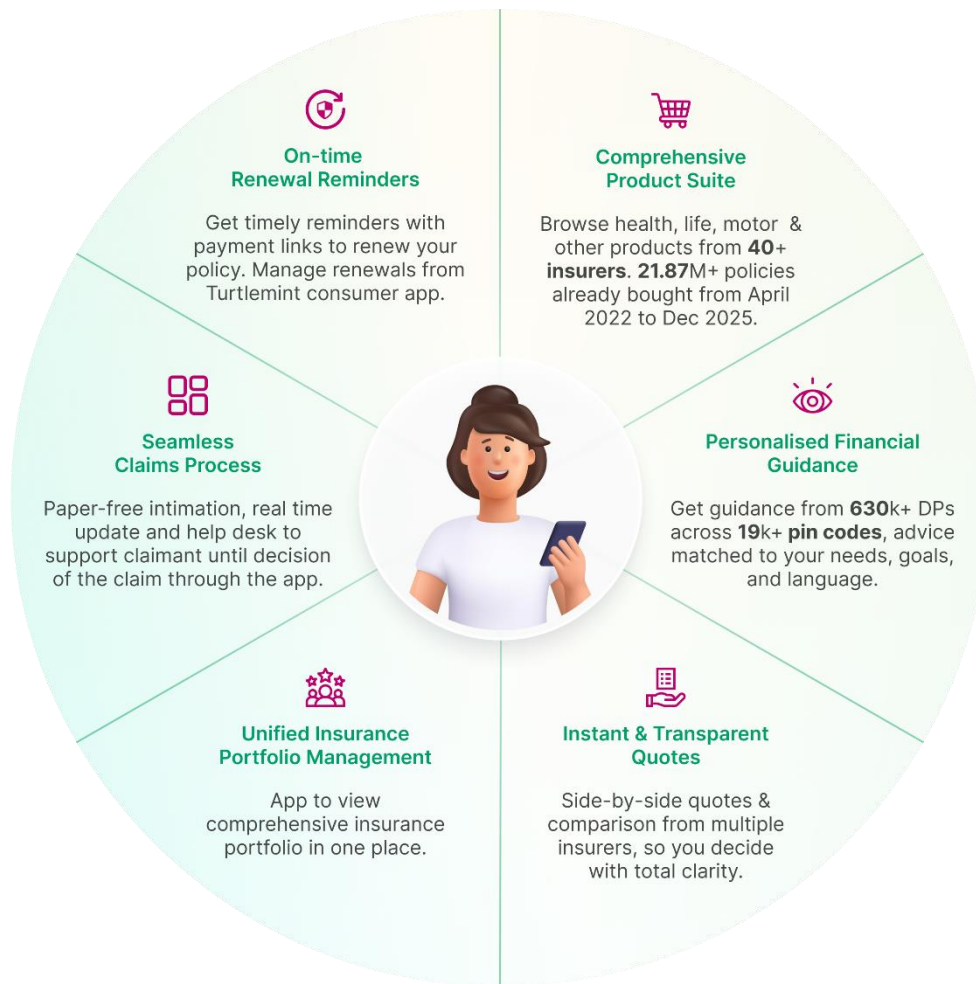 On-time
Renewal Reminders
Get timely reminders with
payment links to renew your
policy. Manage renewals from
Turtlemint consumer app.
Comprehensive
Product Suite
Browse health, life, motor &
other products from 40+
insurers. 21.87M+ policies
already bought from April
2022 to Dec 2025.
Seamless
Claims Process
Paper-free intimation, real time
update and help desk to
support claimant until decision
of the claim through the app.
Personalised Financial
Guidance
Get guidance from 630k+ DPs
across 19k+ pin codes, advice
matched to your needs, goals,
and language.
Unified Insurance
Portfolio Management
App to view
comprehensive insurance
portfolio in one place.
Instant & Transparent
Quotes
Side-by-side quotes &
comparison from multiple
insurers, so you decide
with total clarity.